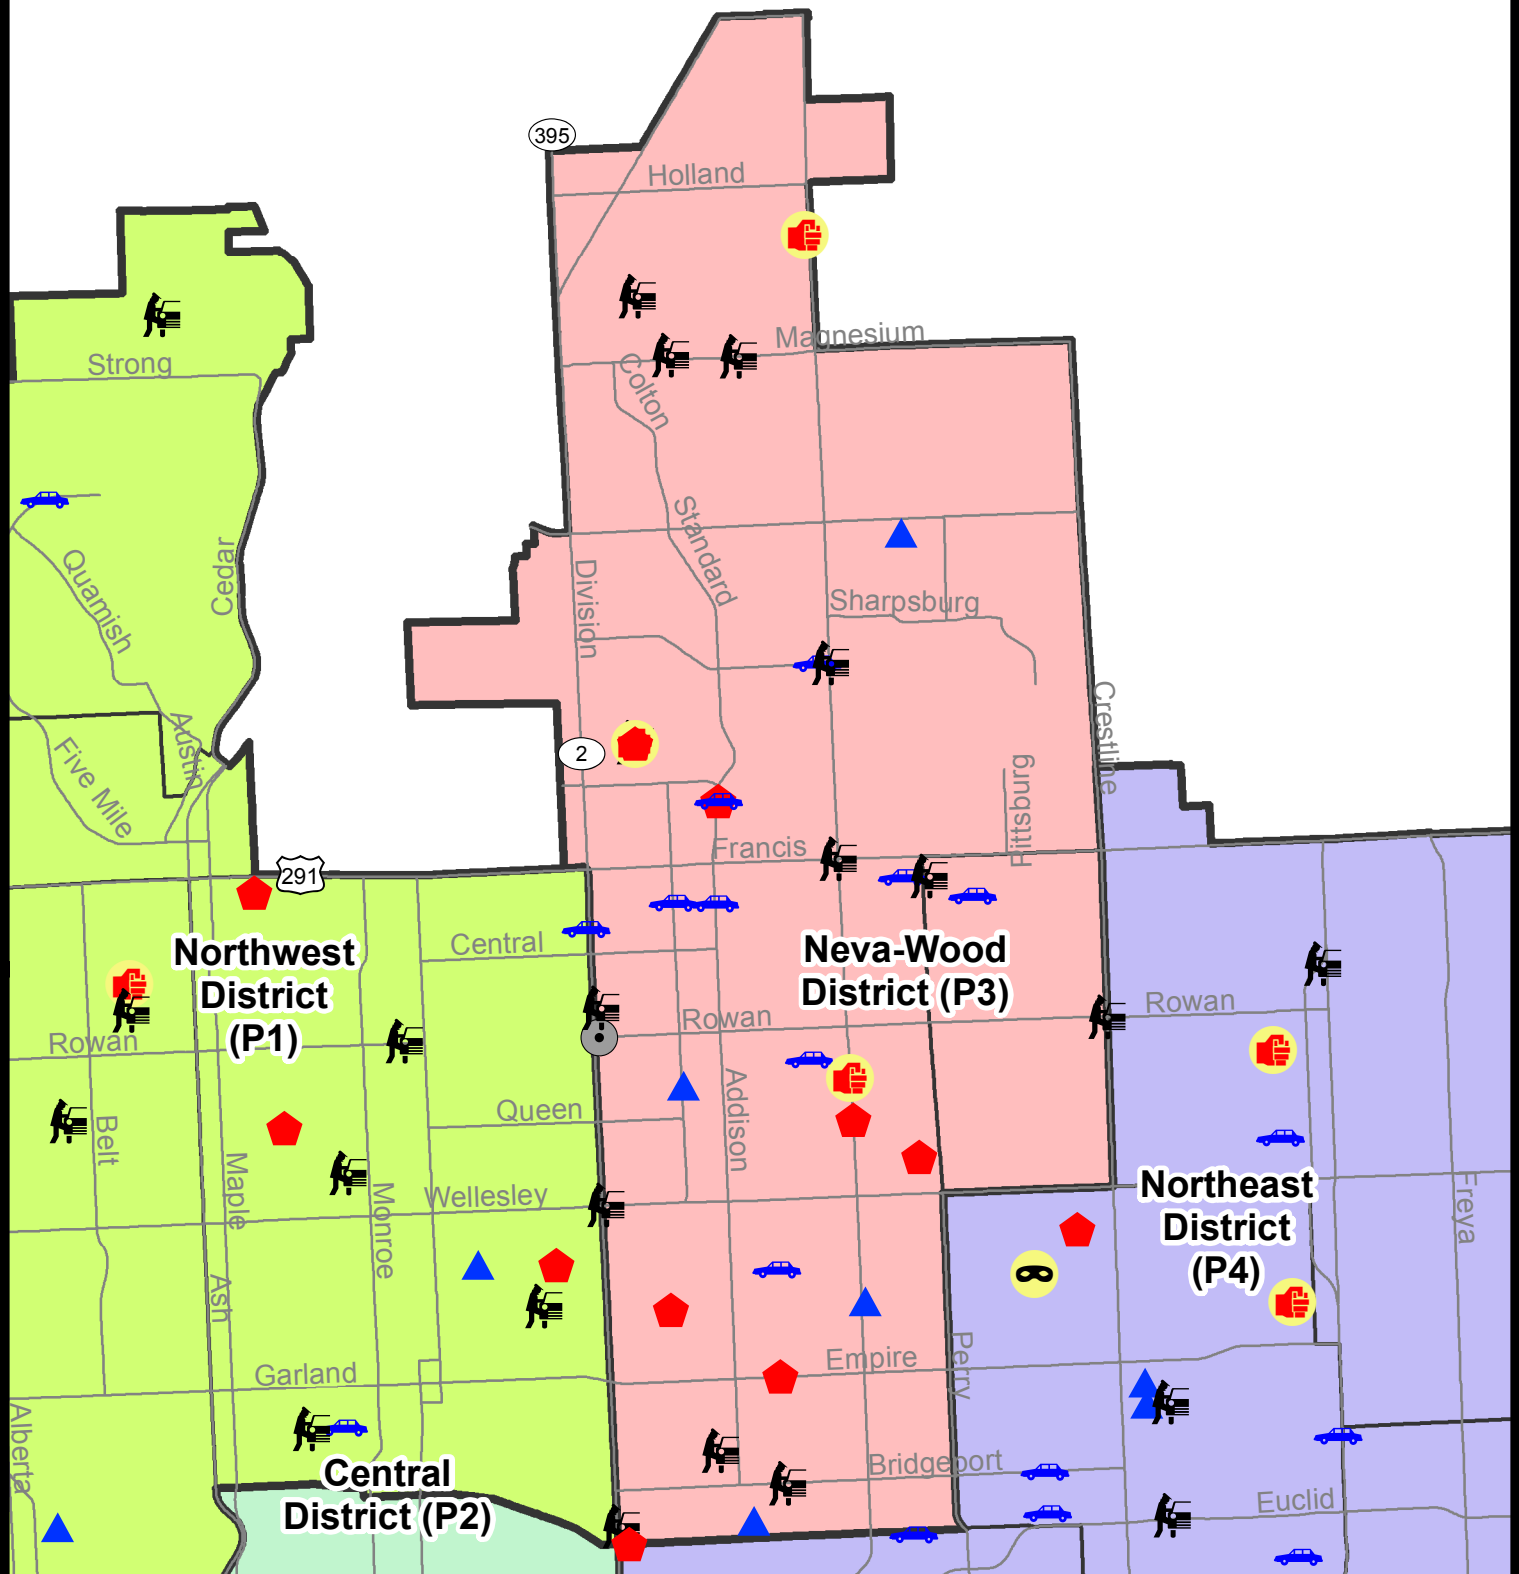 395
Holland
Magnesium
Strong
Colton
Standard
Cedar
Quamish
Division
Sharpsburg
Crestline
Austin
Five Mile
2
Pittsburg
Francis
291
Northwest
District
(P1)
Central
Neva-Wood
District (P3)
Rowan
Rowan
Rowan
Addison
Queen
Belt
Maple
Monroe
Wellesley
Northeast
District
(P4)
Freya
Ash
Garland
Empire
Perry
Alberta
Central
District (P2)
Bridgeport
Euclid